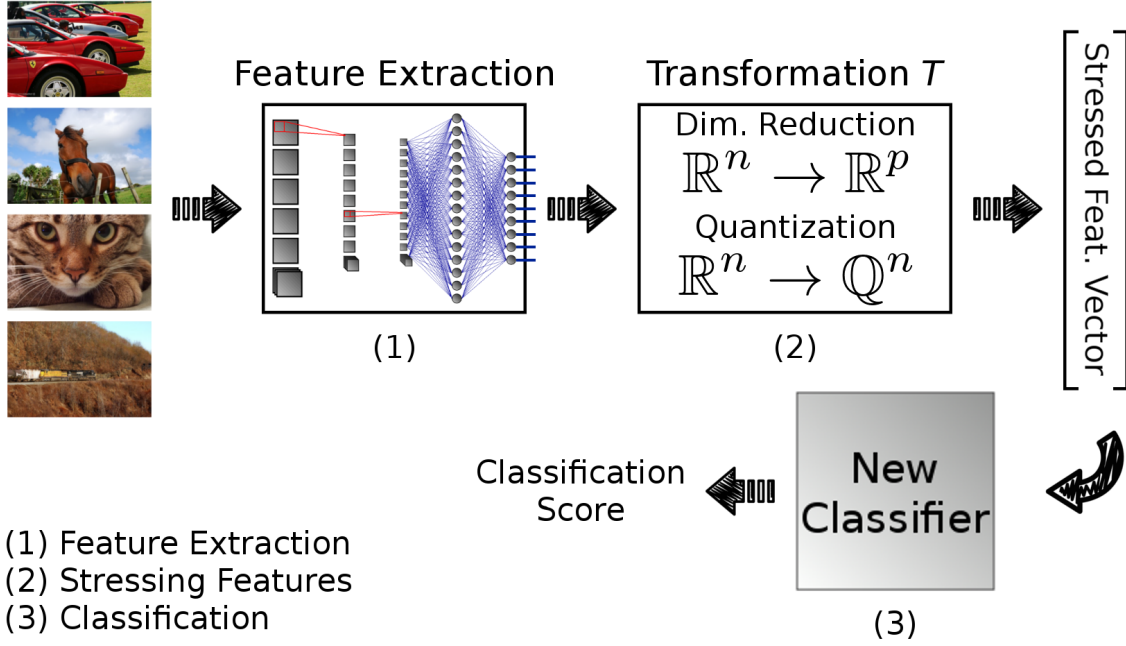 Feature Extraction
(1)
Transformation T
Dim. Reduction
ℝⁿ → ℝᵖ
Quantization
ℝⁿ → ℚⁿ
(2)
Stressed Feat. Vector
New
Classifier
(3)
Classification
Score
(1) Feature Extraction
(2) Stressing Features
(3) Classification